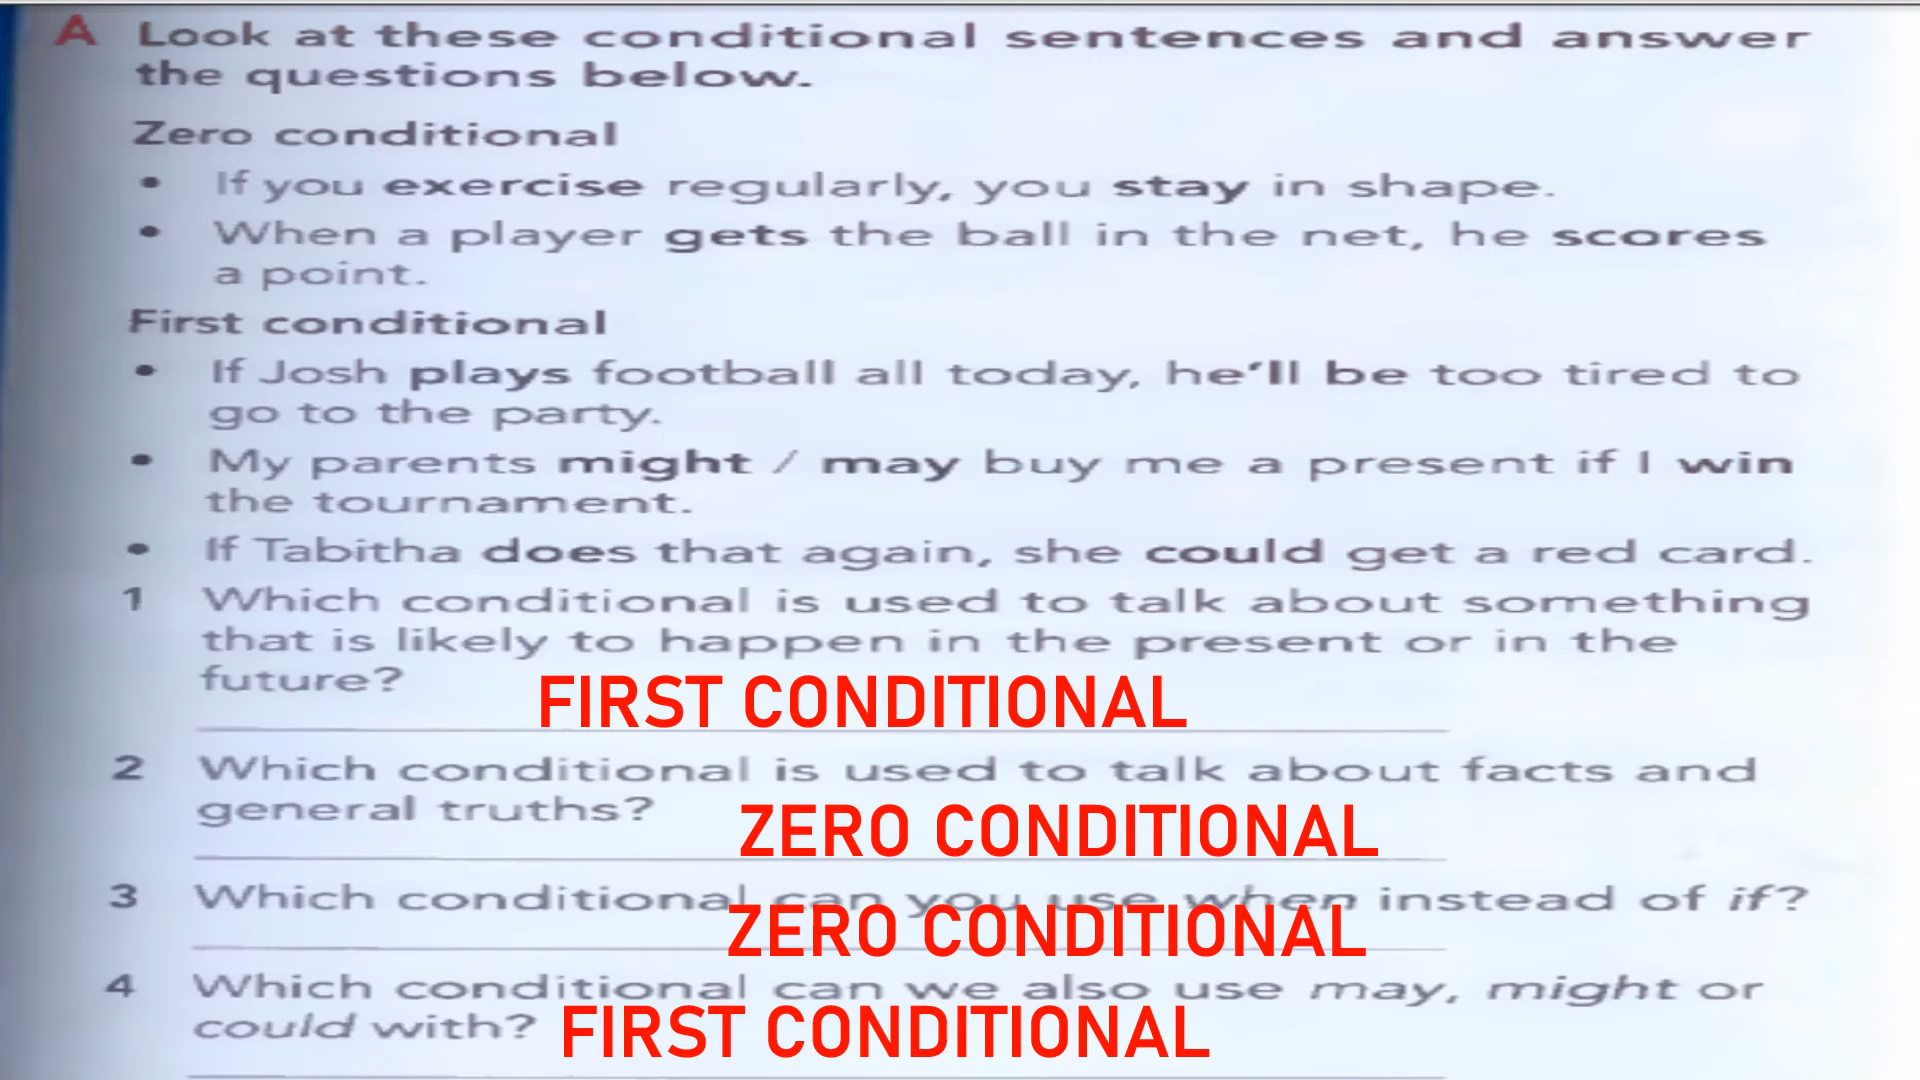 A Look at these conditional sentences and answer
the questions below.
Zero conditional
• If you exercise regularly, you stay in shape.
• When a player gets the ball in the net, he scores
a point.
First conditional
• If Josh plays football all today, he'll be too tired to
go to the party.
• My parents might / may buy me a present if I win
the tournament.
• If Tabitha does that again, she could get a red card.
1 Which conditional is used to talk about something
that is likely to happen in the present or in the
future?
FIRST CONDITIONAL
2 Which conditional is used to talk about facts and
general truths?
ZERO CONDITIONAL
3 Which conditional can you use when instead of if?
ZERO CONDITIONAL
4 Which conditional can we also use may, might or
could with?
FIRST CONDITIONAL